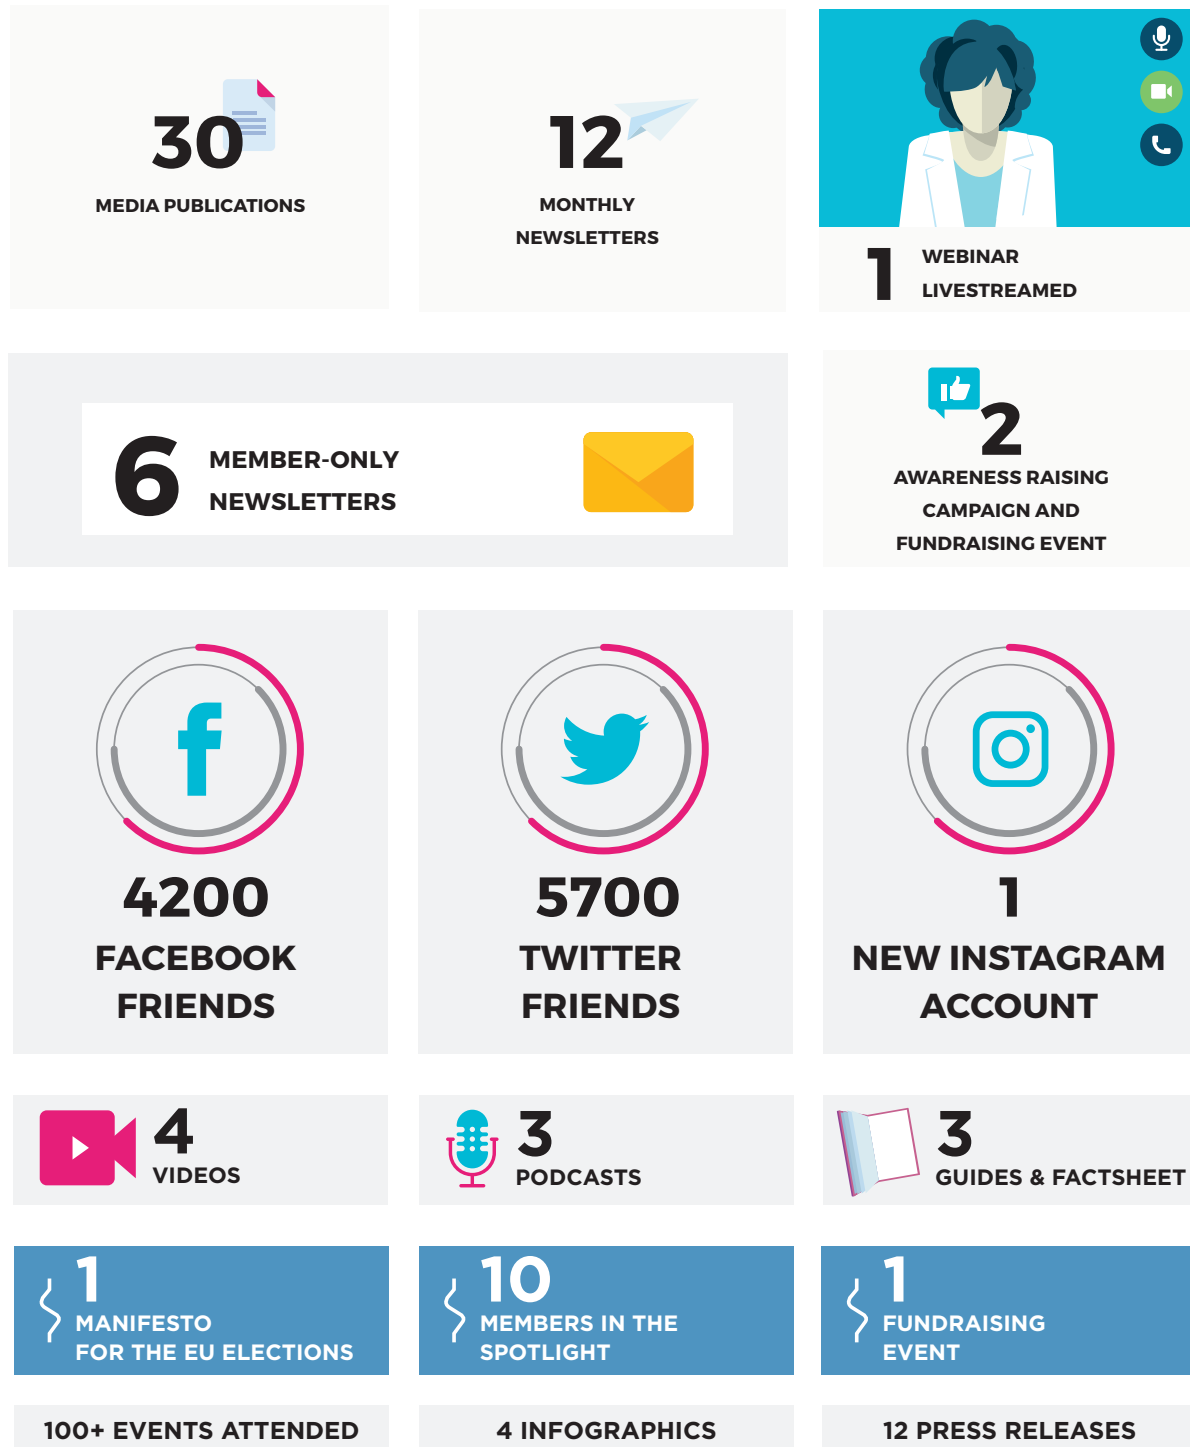 30
MEDIA PUBLICATIONS
12
MONTHLY
NEWSLETTERS
1
WEBINAR
LIVESTREAMED
6
MEMBER-ONLY
NEWSLETTERS
2
AWARENESS RAISING
CAMPAIGN AND
FUNDRAISING EVENT
4200
FACEBOOK
FRIENDS
5700
TWITTER
FRIENDS
1
NEW INSTAGRAM
ACCOUNT
4
VIDEOS
3
PODCASTS
3
GUIDES & FACTSHEET
1
MANIFESTO
FOR THE EU ELECTIONS
10
MEMBERS IN THE
SPOTLIGHT
1
FUNDRAISING
EVENT
100+ EVENTS ATTENDED
4 INFOGRAPHICS
12 PRESS RELEASES